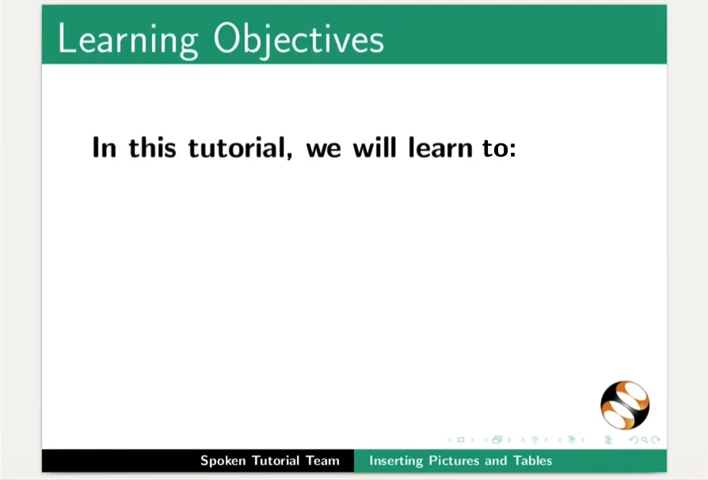 Learning Objectives
In this tutorial, we will learn to:
Spoken Tutorial Team
Inserting Pictures and Tables